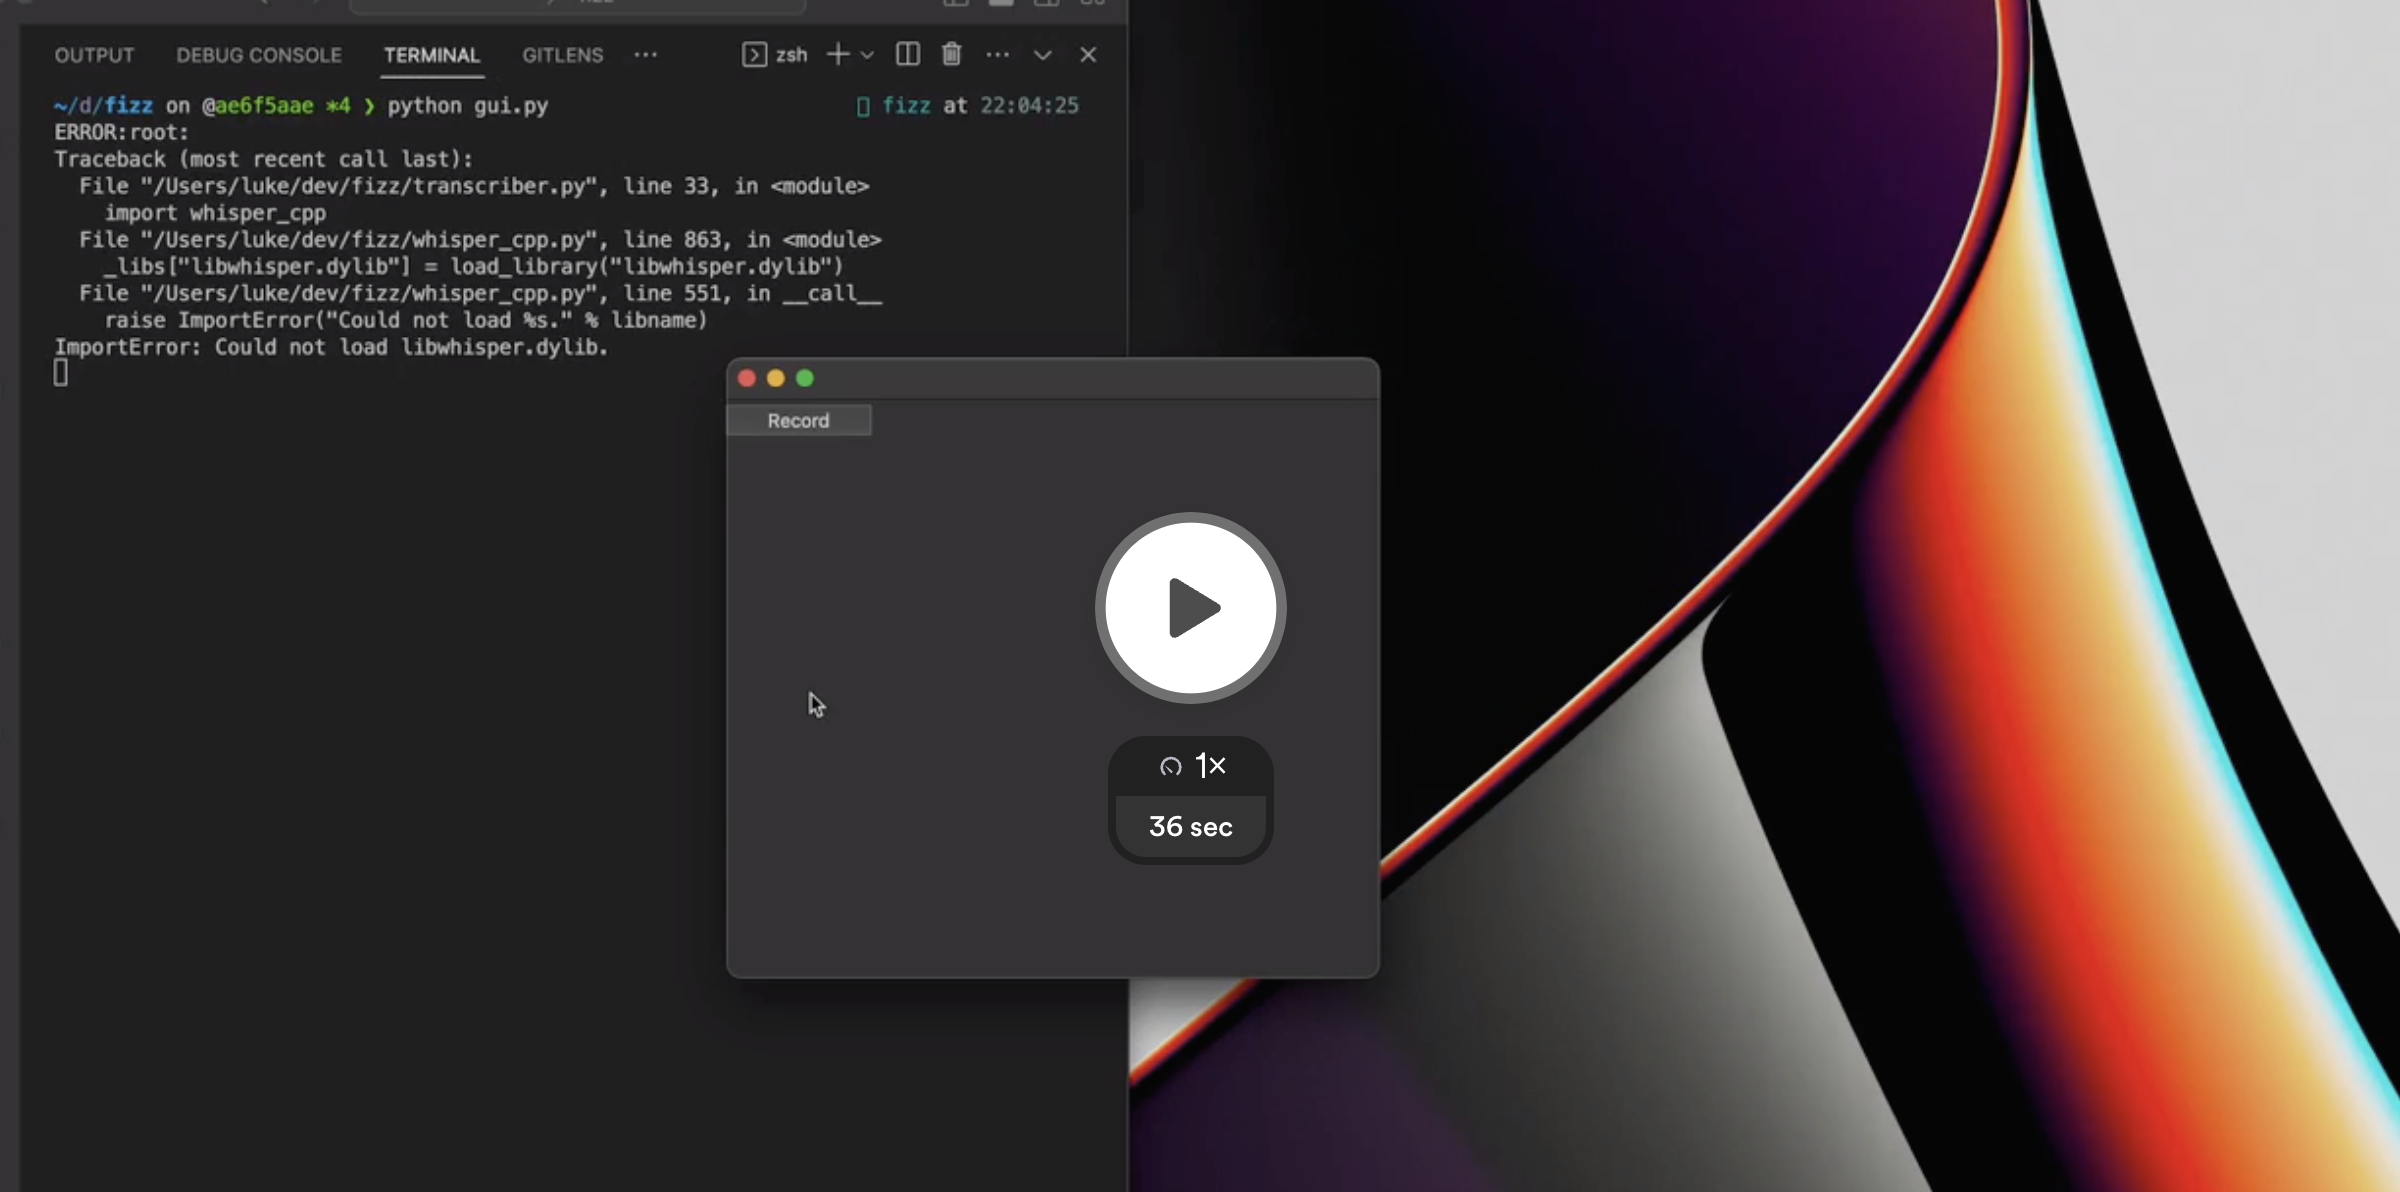 OUTPUT DEBUG CONSOLE TERMINAL GITLENS ··· zsh
~/d/fizz on @ae6f5aae *4 ❯ python gui.py fizz at 22:04:25
ERROR:root:
Traceback (most recent call last):
  File "/Users/luke/dev/fizz/transcriber.py", line 33, in <module>
    import whisper_cpp
  File "/Users/luke/dev/fizz/whisper_cpp.py", line 863, in <module>
    _libs["libwhisper.dylib"] = load_library("libwhisper.dylib")
  File "/Users/luke/dev/fizz/whisper_cpp.py", line 551, in __call__
    raise ImportError("Could not load %s." % libname)
ImportError: Could not load libwhisper.dylib.
Record
1×
36 sec